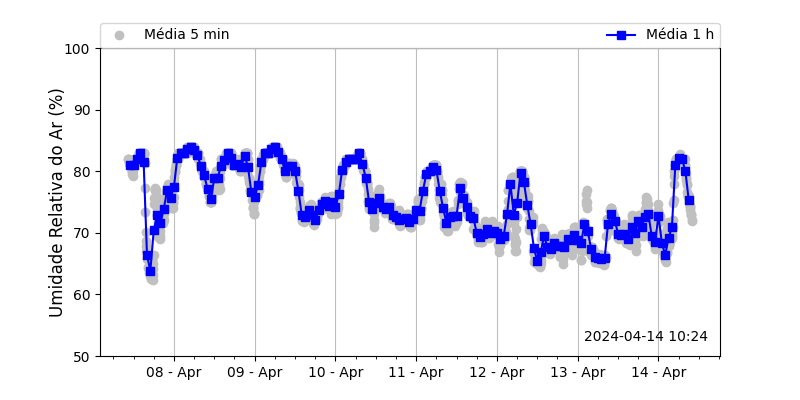 Média 5 min
Média 1 h
100
90
80
70
60
50
Umidade Relativa do Ar (%)
2024-04-14 10:24
08 - Apr
09 - Apr
10 - Apr
11 - Apr
12 - Apr
13 - Apr
14 - Apr